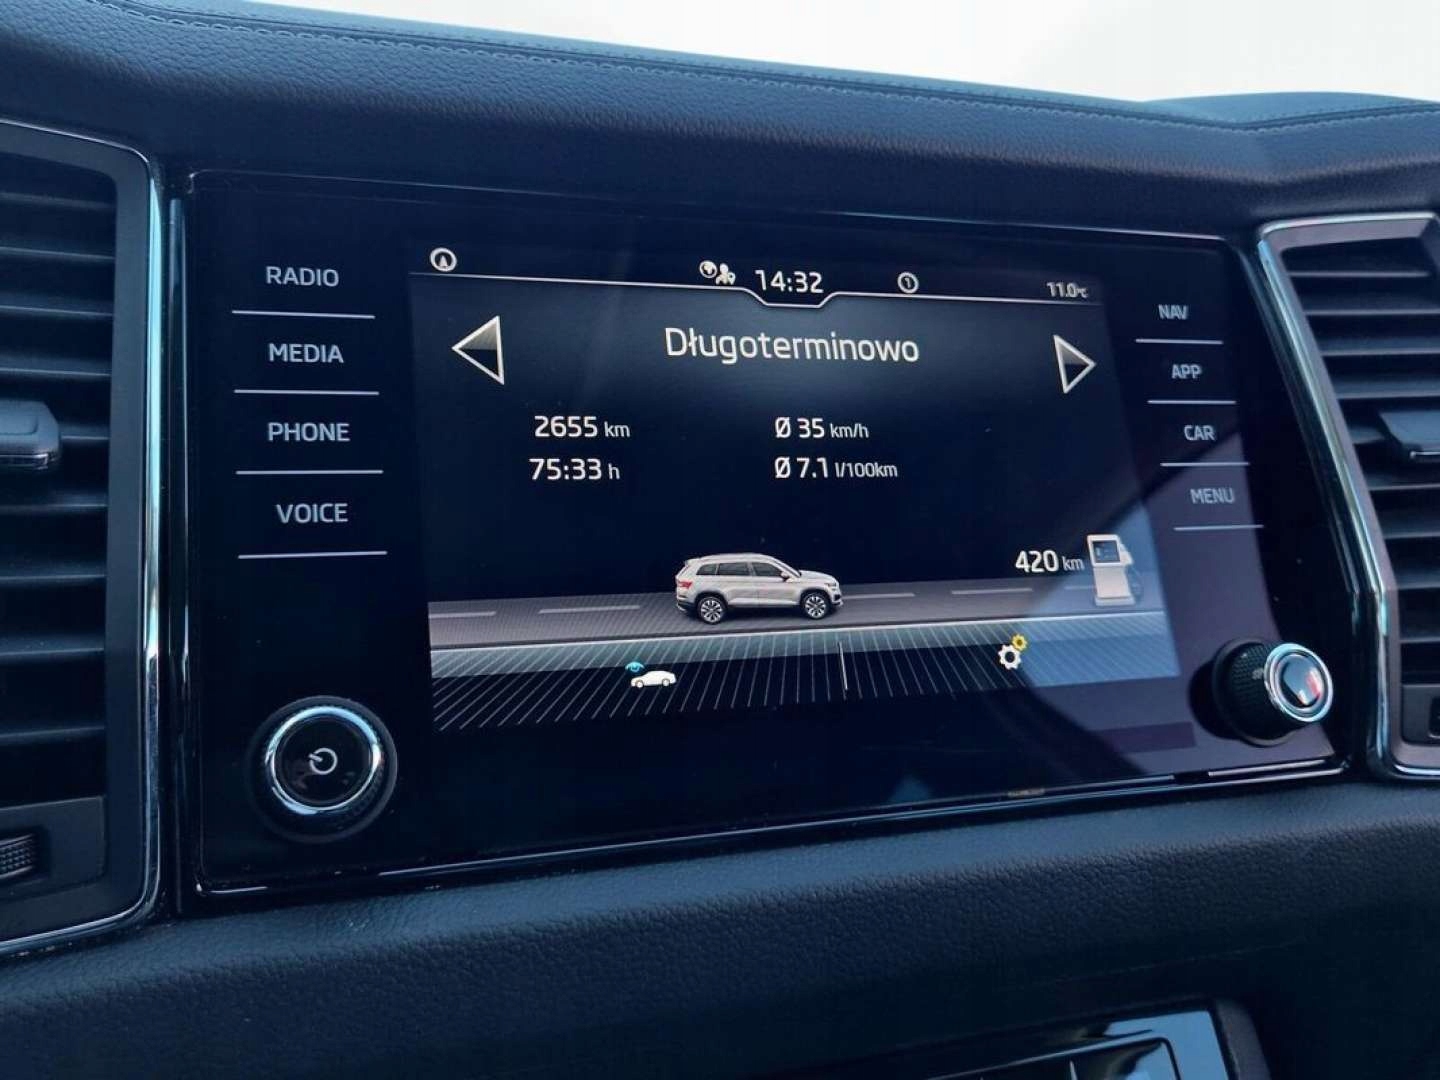 RADIO
MEDIA
PHONE
VOICE
14:32
1
11.0°C
Długoterminowo
2655 km
Ø 35 km/h
75:33 h
Ø 7.1 l/100km
420 km
NAV
APP
CAR
MENU